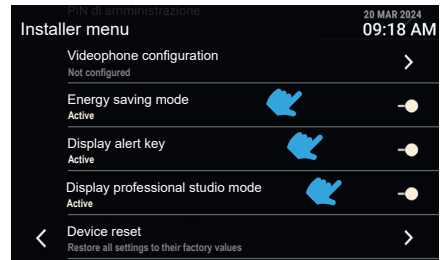 PIN di amministrazione
20 MAR 2024
Installer menu
09:18 AM
Videophone configuration
Not configured
Energy saving mode
Active
Display alert key
Active
Display professional studio mode
Active
Device reset
Restore all settings to their factory values